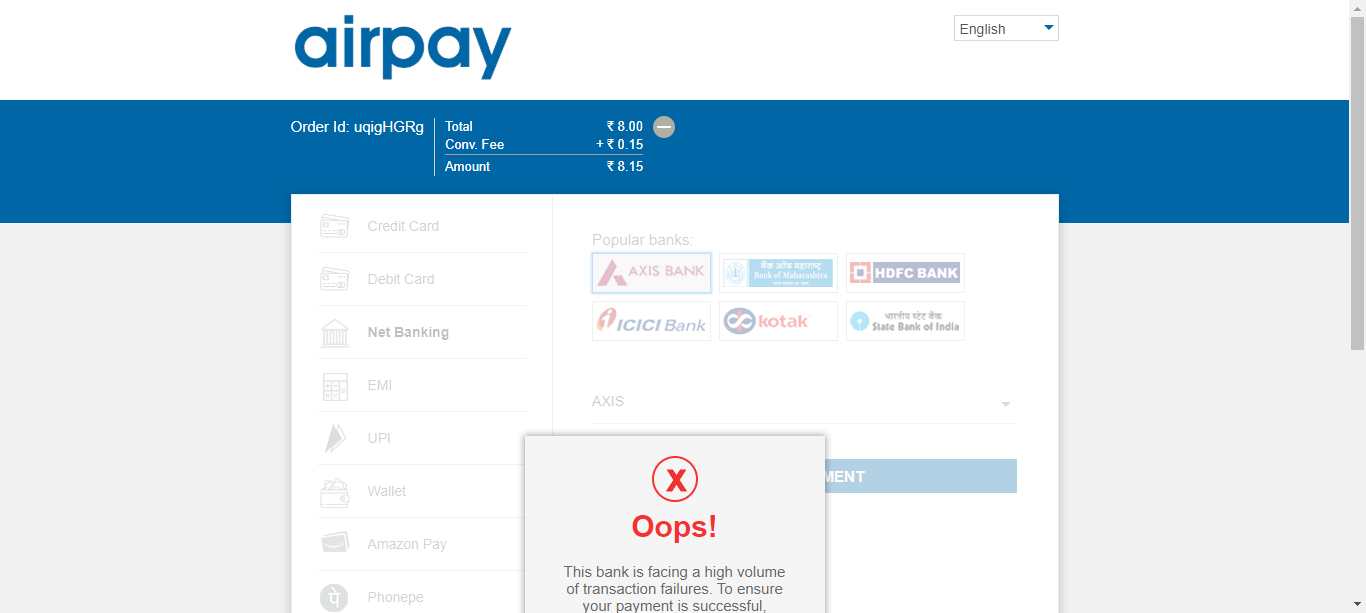 airpay
English
Order Id: uqigHGRg
Total ₹ 8.00
Conv. Fee + ₹ 0.15
Amount ₹ 8.15
Credit Card
Debit Card
Net Banking
EMI
UPI
Wallet
Amazon Pay
Phonepe
Popular banks:
AXIS BANK
बैंक ऑफ महाराष्ट्र
Bank of Maharashtra
HDFC BANK
ICICI Bank
kotak
भारतीय स्टेट बैंक
State Bank of India
AXIS
MENT
X
Oops!
This bank is facing a high volume
of transaction failures. To ensure
your payment is successful,